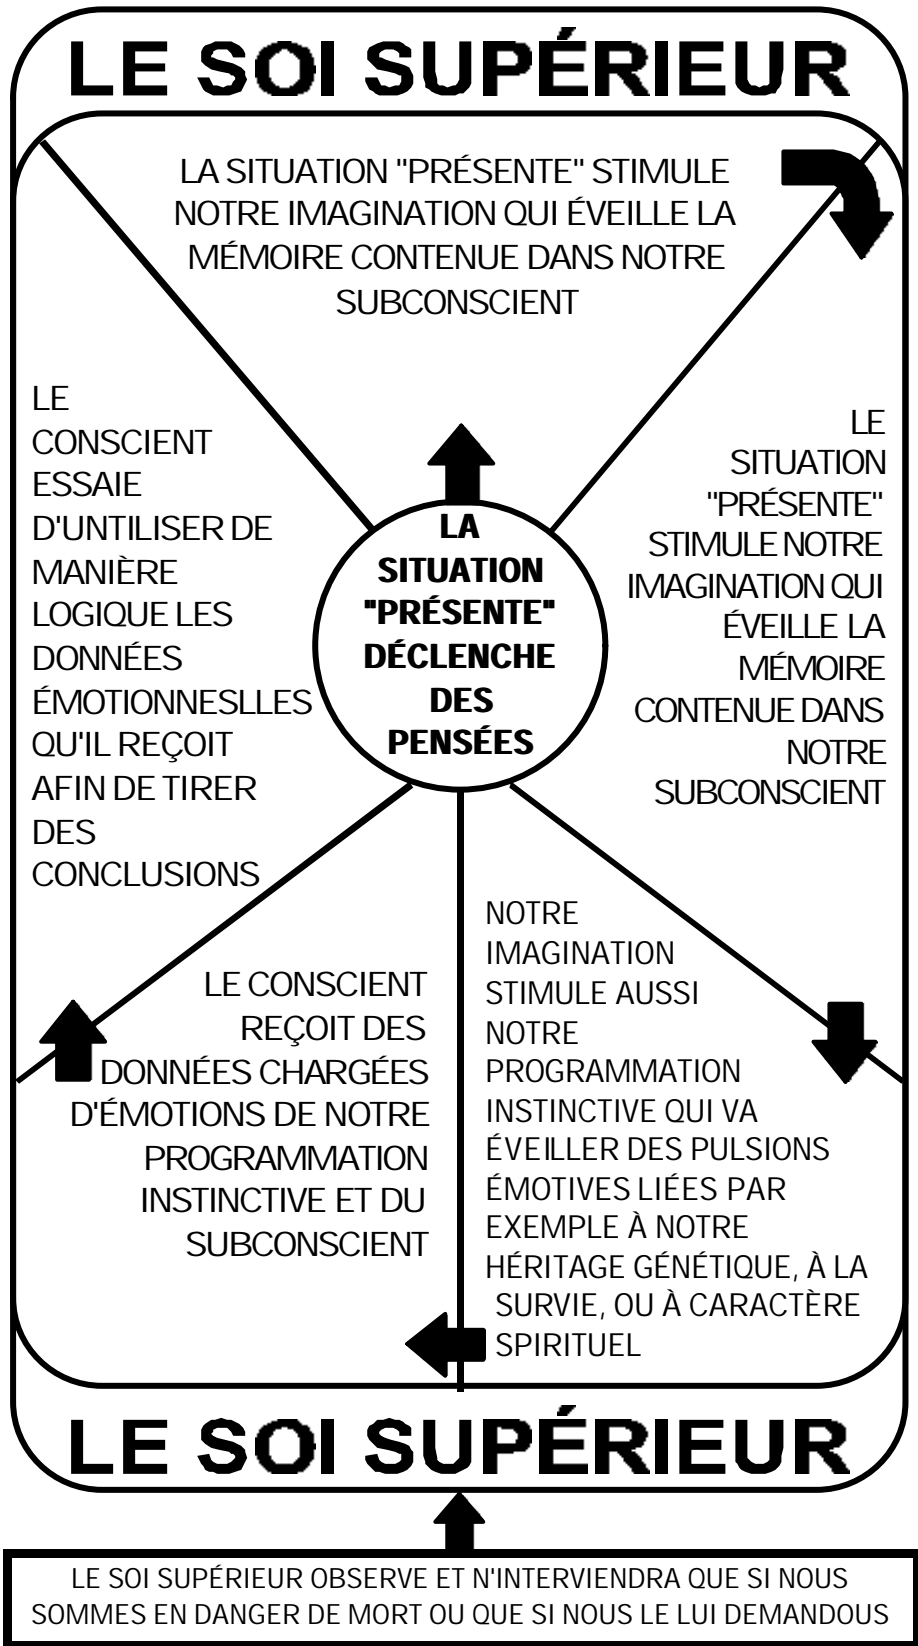 LE SOI SUPÉRIEUR
LA SITUATION "PRÉSENTE" STIMULE
NOTRE IMAGINATION QUI ÉVEILLE LA
MÉMOIRE CONTENUE DANS NOTRE
SUBCONSCIENT
LA
SITUATION
"PRÉSENTE"
DÉCLENCHE
DES
PENSÉES
LE
SITUATION
"PRÉSENTE"
STIMULE NOTRE
IMAGINATION QUI
ÉVEILLE LA
MÉMOIRE
CONTENUE DANS
NOTRE
SUBCONSCIENT
NOTRE
IMAGINATION
STIMULE AUSSI
NOTRE
PROGRAMMATION
INSTINCTIVE QUI VA
ÉVEILLER DES PULSIONS
ÉMOTIVES LIÉES PAR
EXEMPLE À NOTRE
HÉRITAGE GÉNÉTIQUE, À LA
SURVIE, OU À CARACTÈRE
SPIRITUEL
LE CONSCIENT
REÇOIT DES
DONNÉES CHARGÉES
D'ÉMOTIONS DE NOTRE
PROGRAMMATION
INSTINCTIVE ET DU
SUBCONSCIENT
LE
CONSCIENT
ESSAIE
D'UNTILISER DE
MANIÈRE
LOGIQUE LES
DONNÉES
ÉMOTIONNESLLES
QU'IL REÇOIT
AFIN DE TIRER
DES
CONCLUSIONS
LE SOI SUPÉRIEUR
LE SOI SUPÉRIEUR OBSERVE ET N'INTERVIENDRA QUE SI NOUS
SOMMES EN DANGER DE MORT OU QUE SI NOUS LE LUI DEMANDOUS